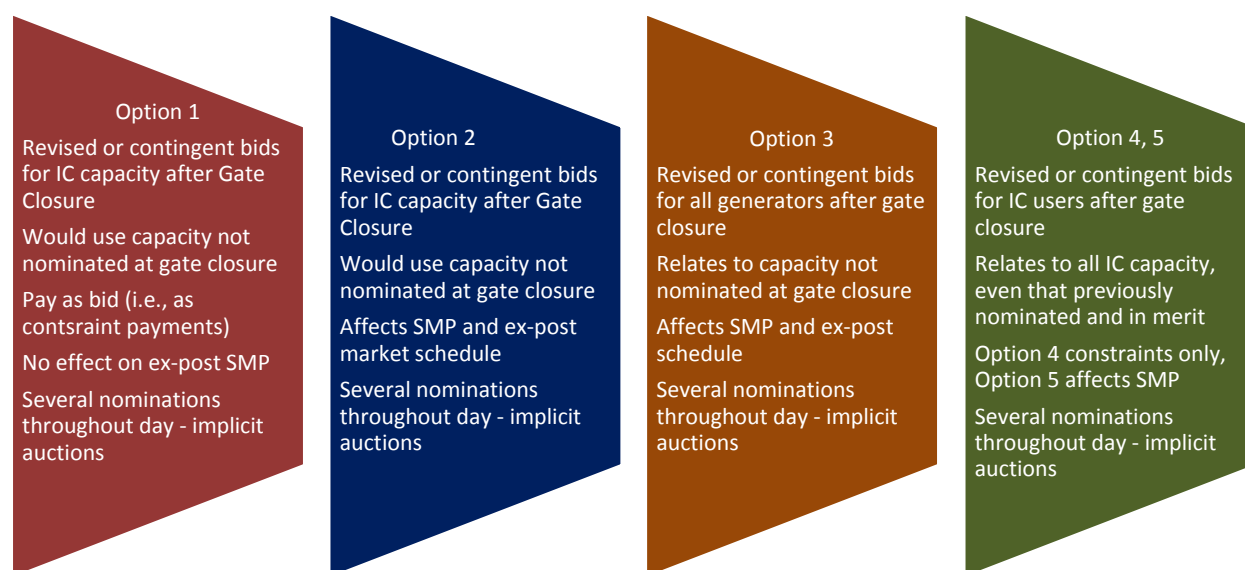 Option 1
Revised or contingent bids
for IC capacity after Gate
Closure
Would use capacity not
nominated at gate closure
Pay as bid (i.e., as
contsraint payments)
No effect on ex-post SMP
Several nominations
throughout day - implicit
auctions
Option 2
Revised or contingent bids
for IC capacity after Gate
Closure
Would use capacity not
nominated at gate closure
Affects SMP and ex-post
market schedule
Several nominations
throughout day - implicit
auctions
Option 3
Revised or contingent bids
for all generators after gate
closure
Relates to capacity not
nominated at gate closure
Affects SMP and ex-post
schedule
Several nominations
throughout day - implicit
auctions
Option 4, 5
Revised or contingent bids
for IC users after gate
closure
Relates to all IC capacity,
even that previously
nominated and in merit
Option 4 constraints only,
Option 5 affects SMP
Several nominations
throughout day - implicit
auctions